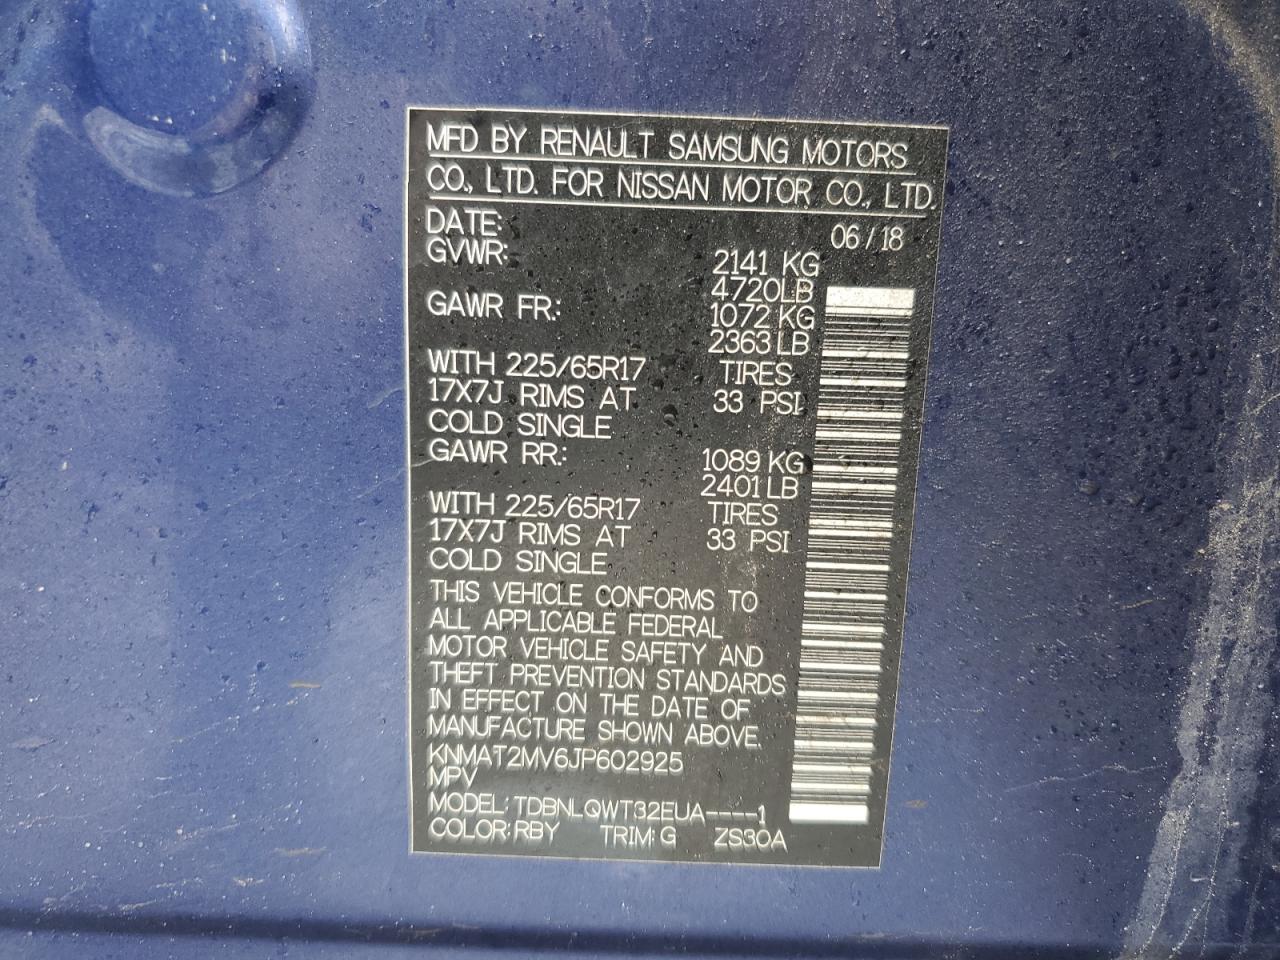 MFD BY RENAULT SAMSUNG MOTORS
CO., LTD. FOR NISSAN MOTOR CO., LTD.
DATE: 06/18
GVWR: 2141 KG
4720LB
GAWR FR.: 1072 KG
2363 LB
WITH 225/65R17 TIRES
17X7J RIMS AT 33 PSI
COLD SINGLE
GAWR RR.: 1089 KG
2401 LB
WITH 225/65R17 TIRES
17X7J RIMS AT 33 PSI
COLD SINGLE
THIS VEHICLE CONFORMS TO
ALL APPLICABLE FEDERAL
MOTOR VEHICLE SAFETY AND
THEFT PREVENTION STANDARDS
IN EFFECT ON THE DATE OF
MANUFACTURE SHOWN ABOVE.
KNMAT2MV6JP602925
MPV
MODEL: TDBNLQWT32EUA----1
COLOR: RBY TRIM: G ZS30A